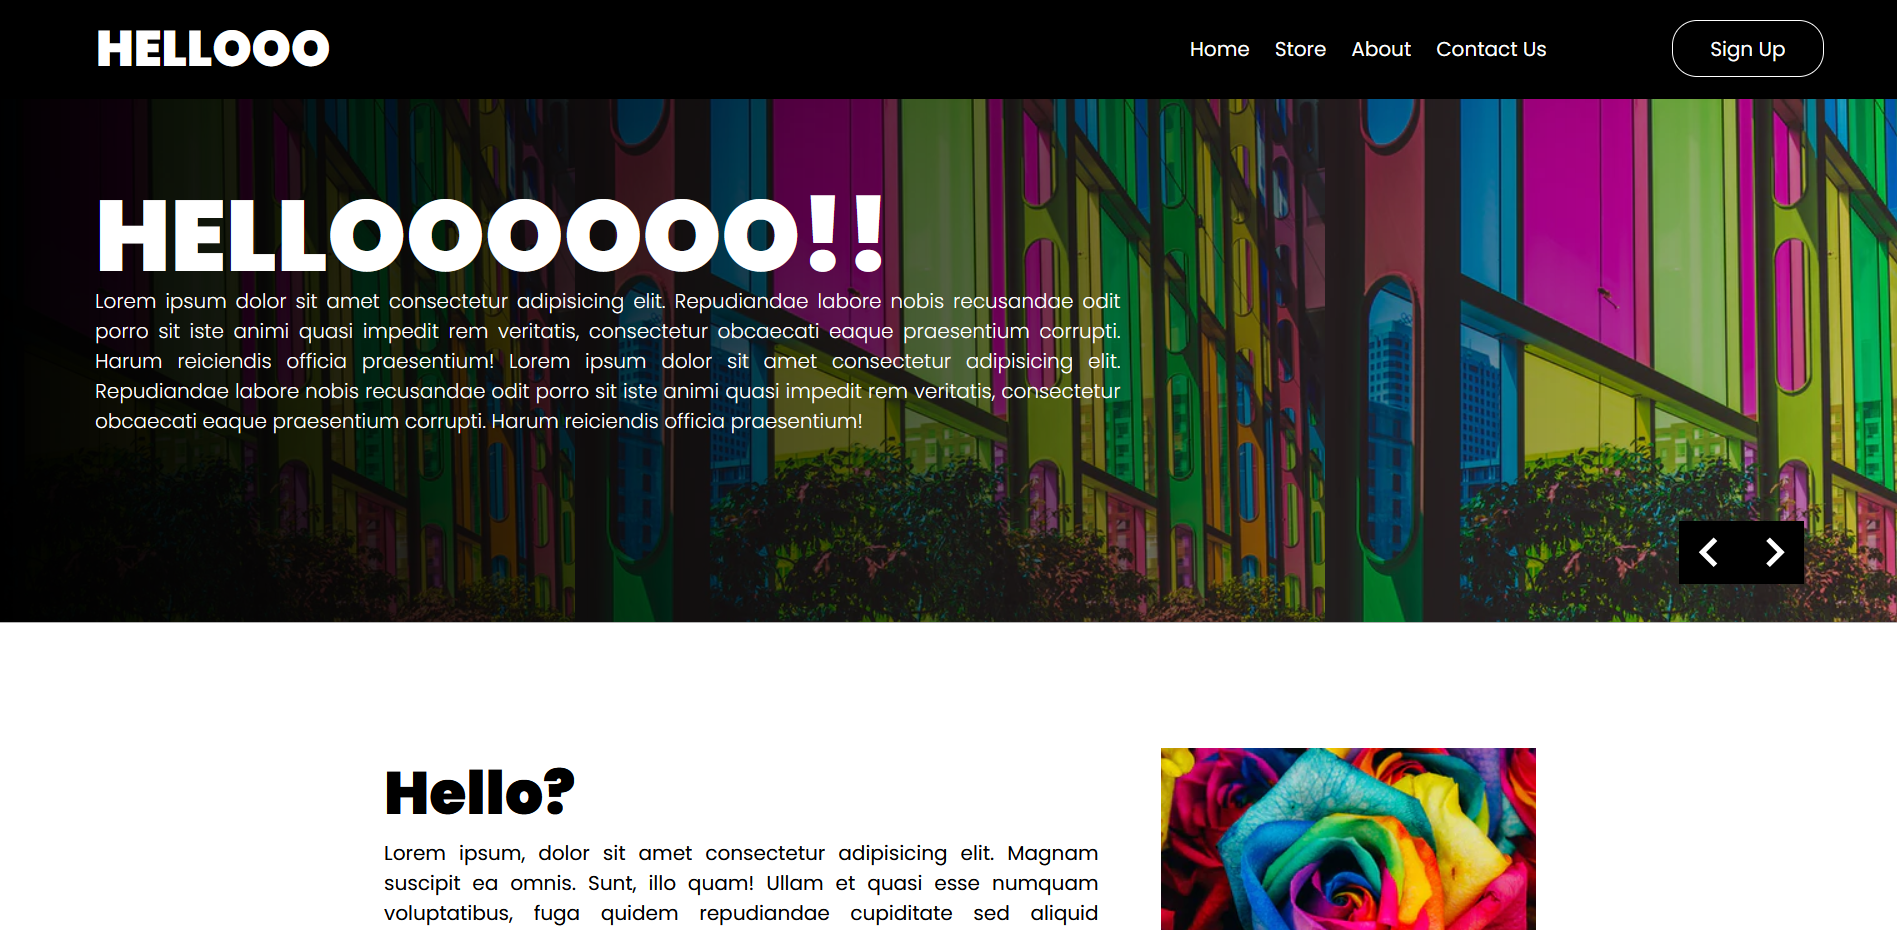 HELLOOO
Home Store About Contact Us Sign Up
HELLOOOOOO!!
Lorem ipsum dolor sit amet consectetur adipisicing elit. Repudiandae labore nobis recusandae odit
porro sit iste animi quasi impedit rem veritatis, consectetur obcaecati eaque praesentium corrupti.
Harum reiciendis officia praesentium! Lorem ipsum dolor sit amet consectetur adipisicing elit.
Repudiandae labore nobis recusandae odit porro sit iste animi quasi impedit rem veritatis, consectetur
obcaecati eaque praesentium corrupti. Harum reiciendis officia praesentium!
Hello?
Lorem ipsum, dolor sit amet consectetur adipisicing elit. Magnam
suscipit ea omnis. Sunt, illo quam! Ullam et quasi esse numquam
voluptatibus, fuga quidem repudiandae cupiditate sed aliquid